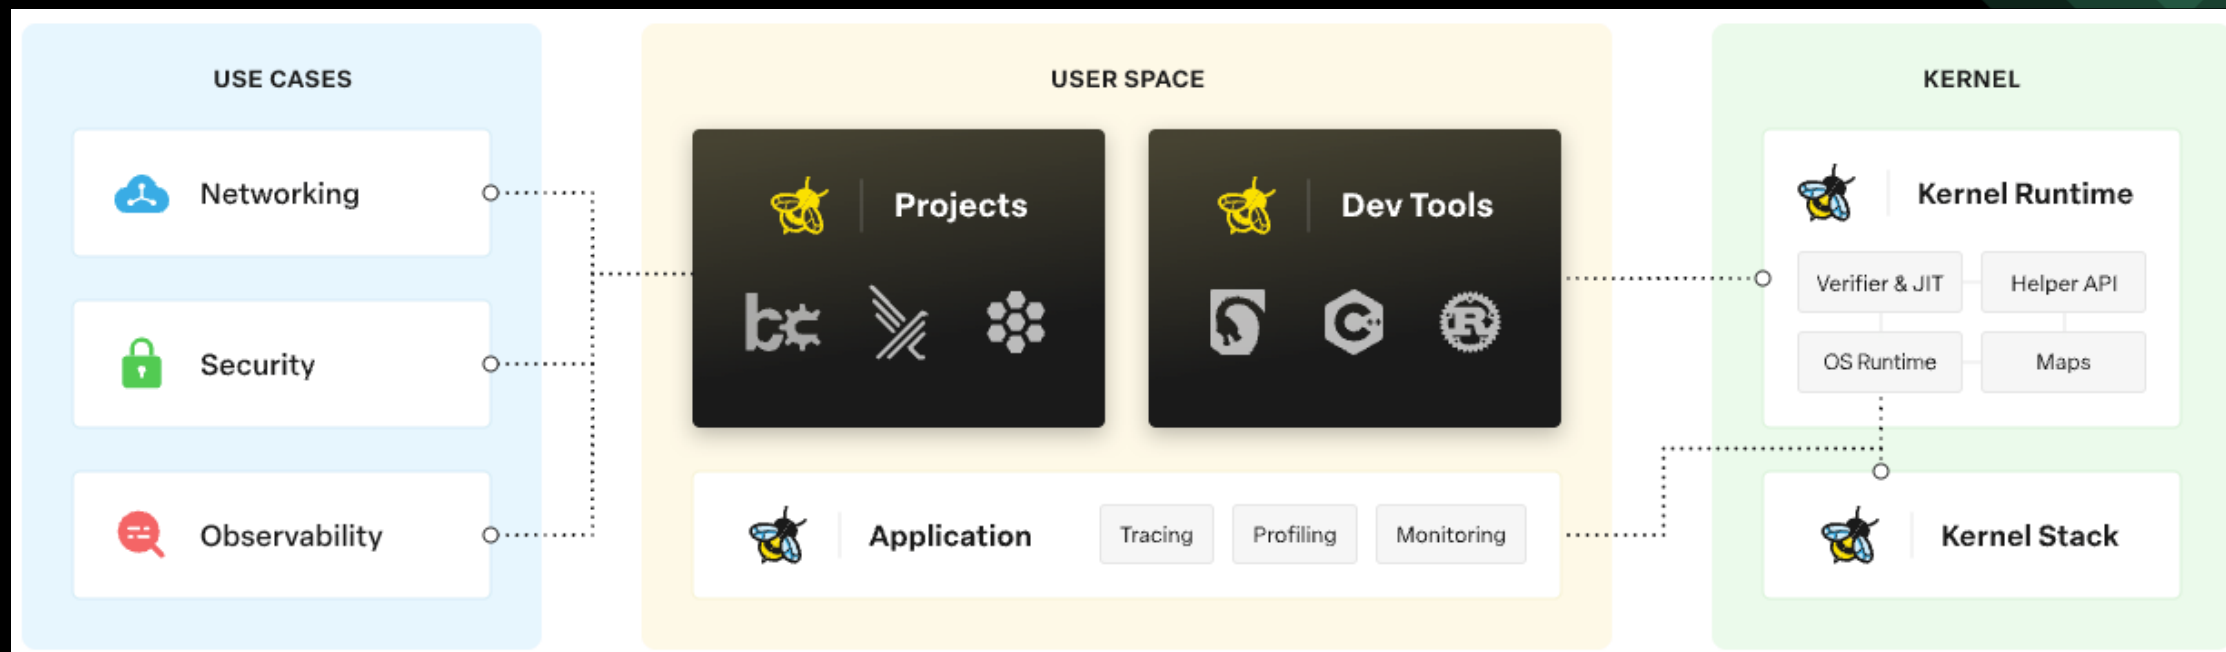 USE CASES
Networking
Security
Observability
USER SPACE
Projects
bc
Dev Tools
C++
R
Application
Tracing
Profiling
Monitoring
KERNEL
Kernel Runtime
Verifier & JIT
Helper API
OS Runtime
Maps
Kernel Stack